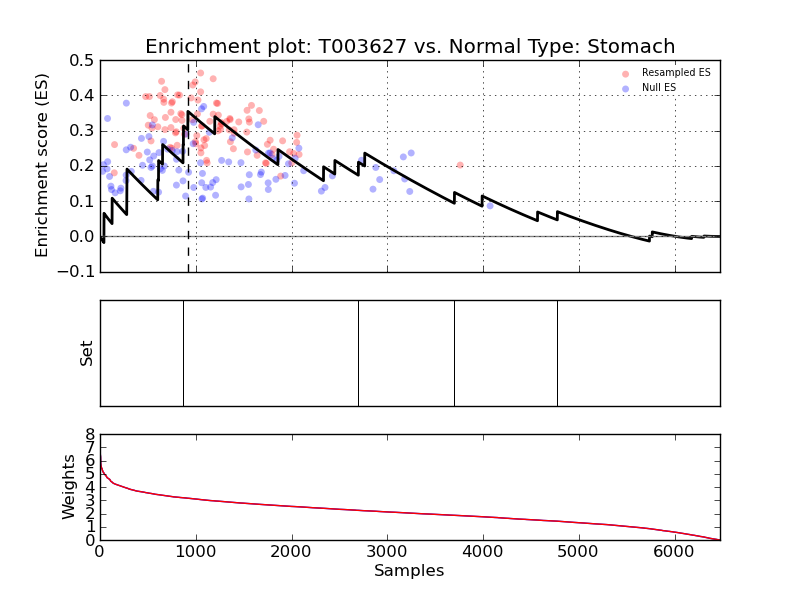 Enrichment plot: T003627 vs. Normal Type: Stomach
Enrichment score (ES)
0.5
0.4
0.3
0.2
0.1
0.0
−0.1
Resampled ES
Null ES
Set
Weights
8
7
6
5
4
3
2
1
0
0 1000 2000 3000 4000 5000 6000
Samples